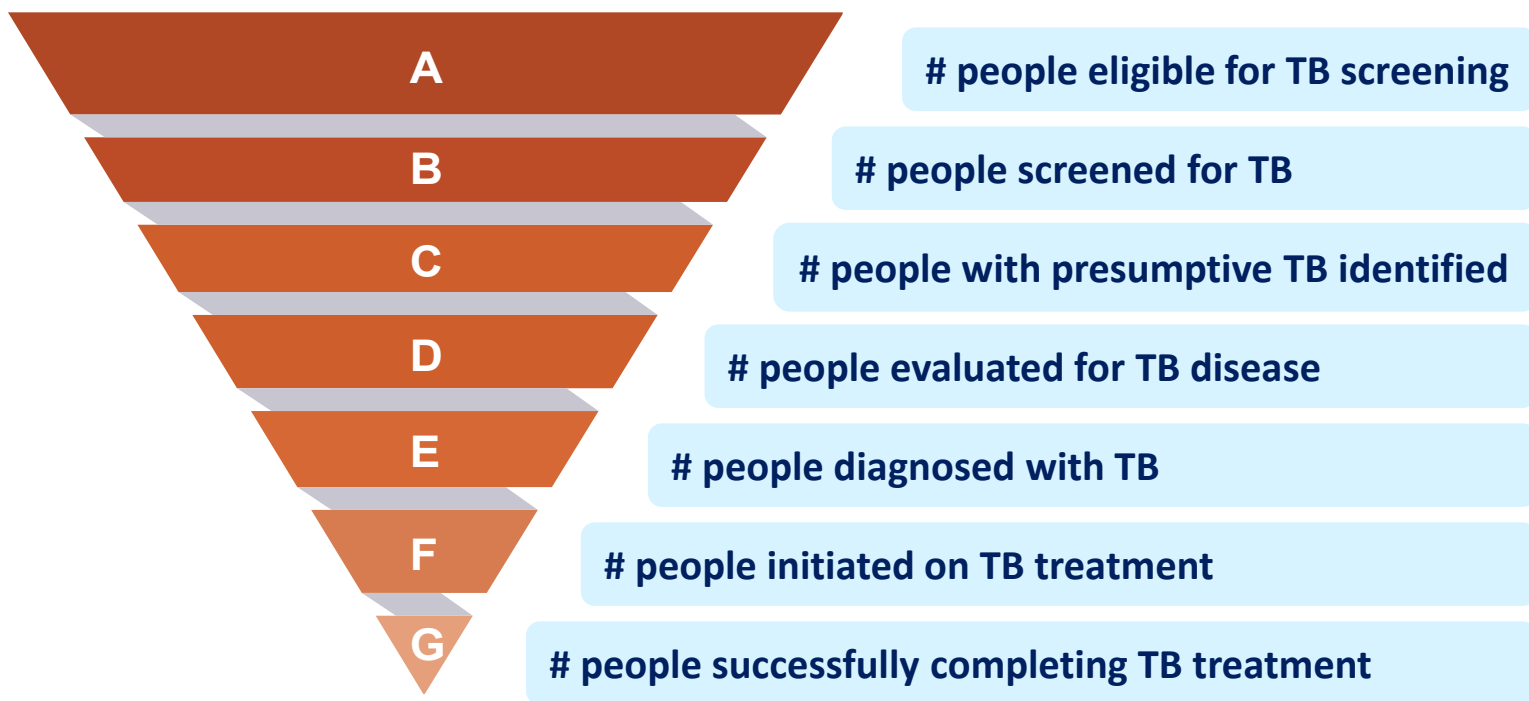 A
# people eligible for TB screening
B
# people screened for TB
C
# people with presumptive TB identified
D
# people evaluated for TB disease
E
# people diagnosed with TB
F
# people initiated on TB treatment
G
# people successfully completing TB treatment